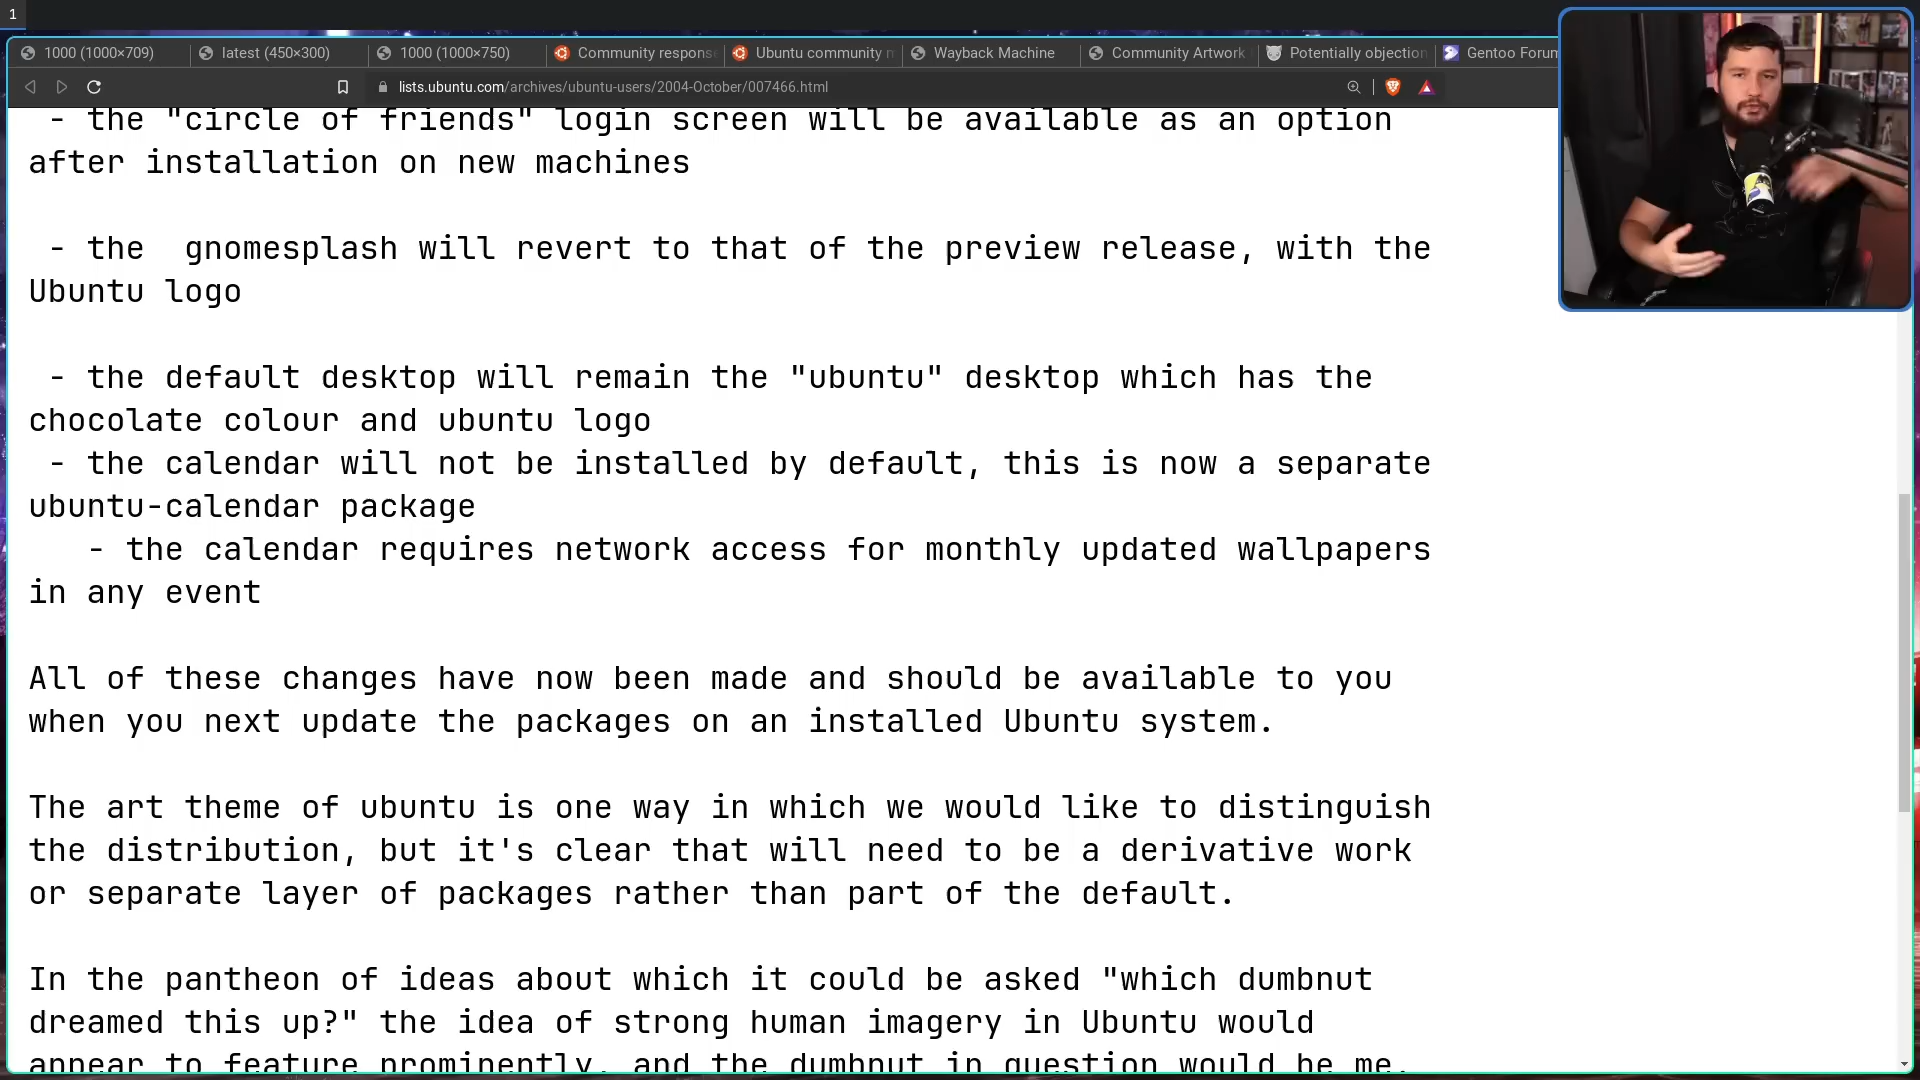 1
1000 (1000×709)
latest (450×300)
1000 (1000×750)
Community respons
Ubuntu community
Wayback Machine
Community Artwork
Potentially objection
Gentoo Forum
lists.ubuntu.com/archives/ubuntu-users/2004-October/007466.html
- the "circle of friends" login screen will be available as an option
after installation on new machines
- the  gnomesplash will revert to that of the preview release, with the
Ubuntu logo
- the default desktop will remain the "ubuntu" desktop which has the
chocolate colour and ubuntu logo
- the calendar will not be installed by default, this is now a separate
ubuntu-calendar package
- the calendar requires network access for monthly updated wallpapers
in any event
All of these changes have now been made and should be available to you
when you next update the packages on an installed Ubuntu system.
The art theme of ubuntu is one way in which we would like to distinguish
the distribution, but it's clear that will need to be a derivative work
or separate layer of packages rather than part of the default.
In the pantheon of ideas about which it could be asked "which dumbnut
dreamed this up?" the idea of strong human imagery in Ubuntu would
appear to feature prominently, and the dumbnut in question would be me.